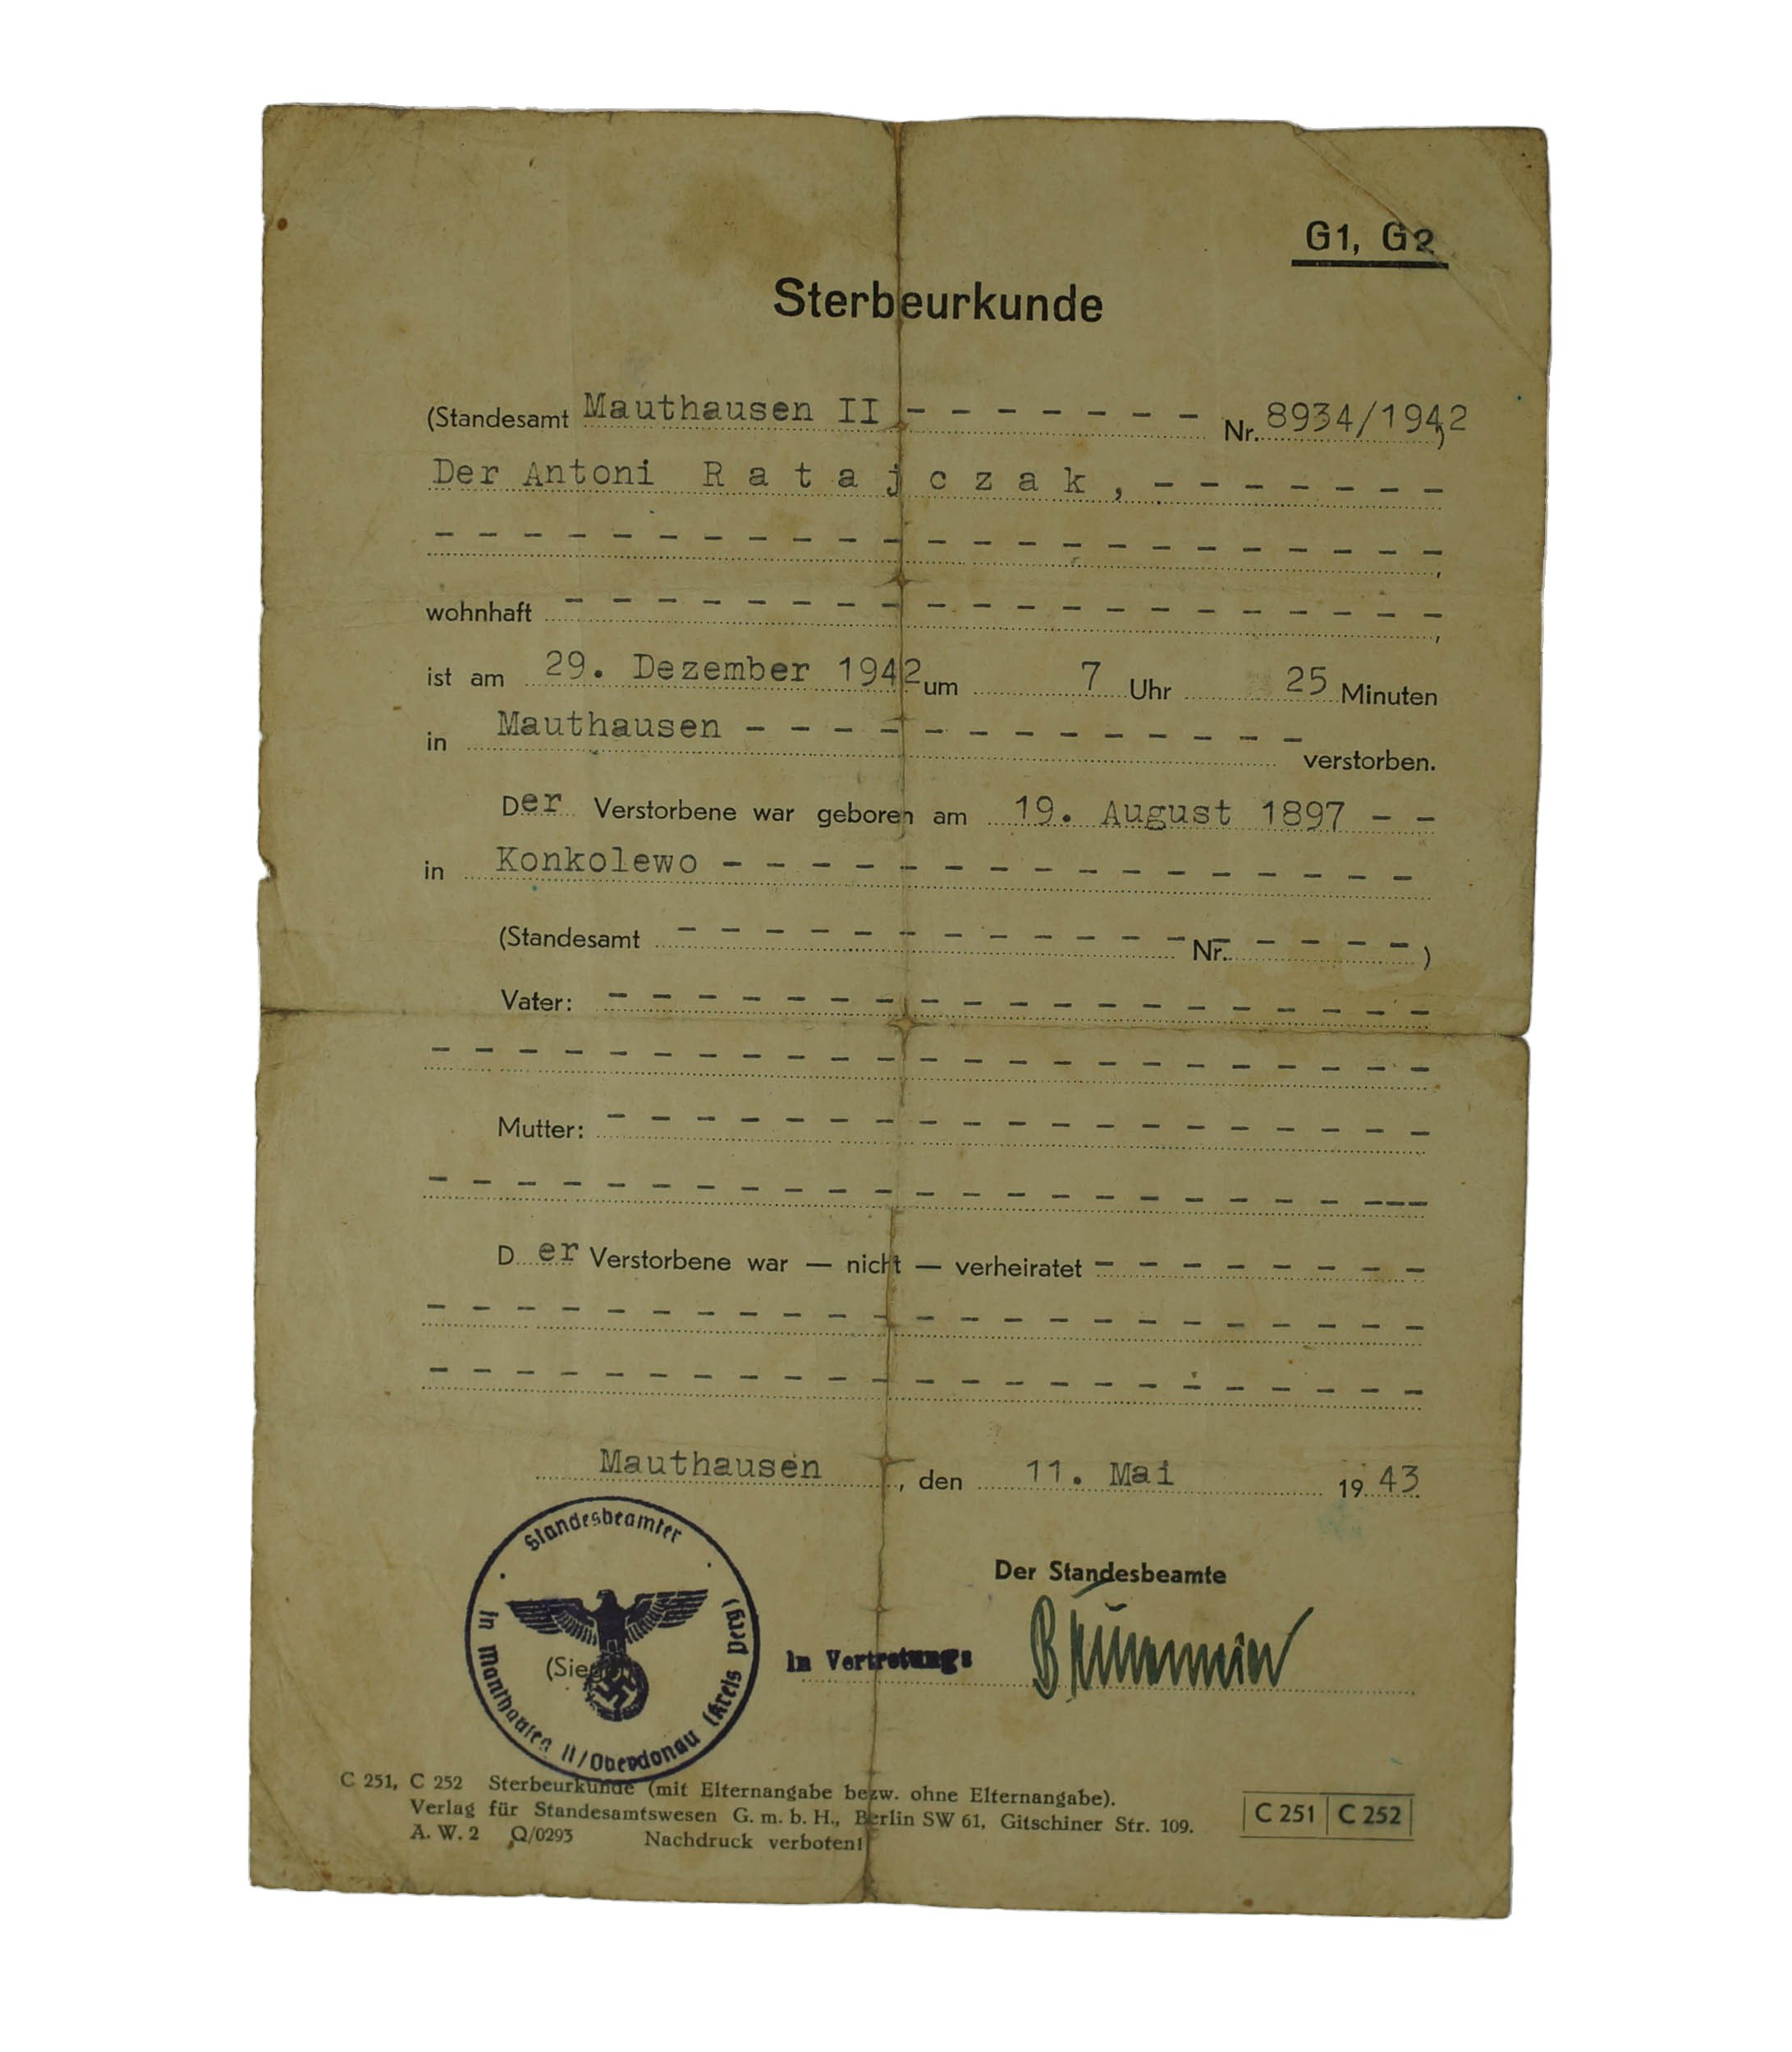 G1, G2
Sterbeurkunde
(Standesamt Mauthausen II - - - - - - - Nr. 8934/1942)
Der Antoni R a t a j c z a k , - - - - - - -
- - - - - - - - - - - - - - - - - - - - - - - ,
wohnhaft - - - - - - - - - - - - - - - - - - - - ,
ist am 29. Dezember 1942 um 7 Uhr 25 Minuten
in Mauthausen - - - - - - - - - - - - - verstorben.
Der Verstorbene war geboren am 19. August 1897 - -
in Konkolewo - - - - - - - - - - - - - - - -
(Standesamt - - - - - - - - - - - - Nr. - - - - - )
Vater: - - - - - - - - - - - - - - - - - - -
- - - - - - - - - - - - - - - - - - - - - - -
Mutter: - - - - - - - - - - - - - - - - - - -
- - - - - - - - - - - - - - - - - - - - - ---
Der Verstorbene war — nicht — verheiratet - - - - - - - -
- - - - - - - - - - - - - - - - - - - - - - -
- - - - - - - - - - - - - - - - - - - - - - -
Mauthausen , den 11. Mai 1943
Standesbeamter
in Mauthausen II/Oberdonau (Kreis Perg)
(Siegel)
Der Standesbeamte
In Vertretung:
C 251, C 252 Sterbeurkunde (mit Elternangabe bezw. ohne Elternangabe).
Verlag für Standesamtswesen G. m. b. H., Berlin SW 61, Gitschiner Str. 109.
A. W. 2 Q/0293 Nachdruck verboten!
C 251 C 252